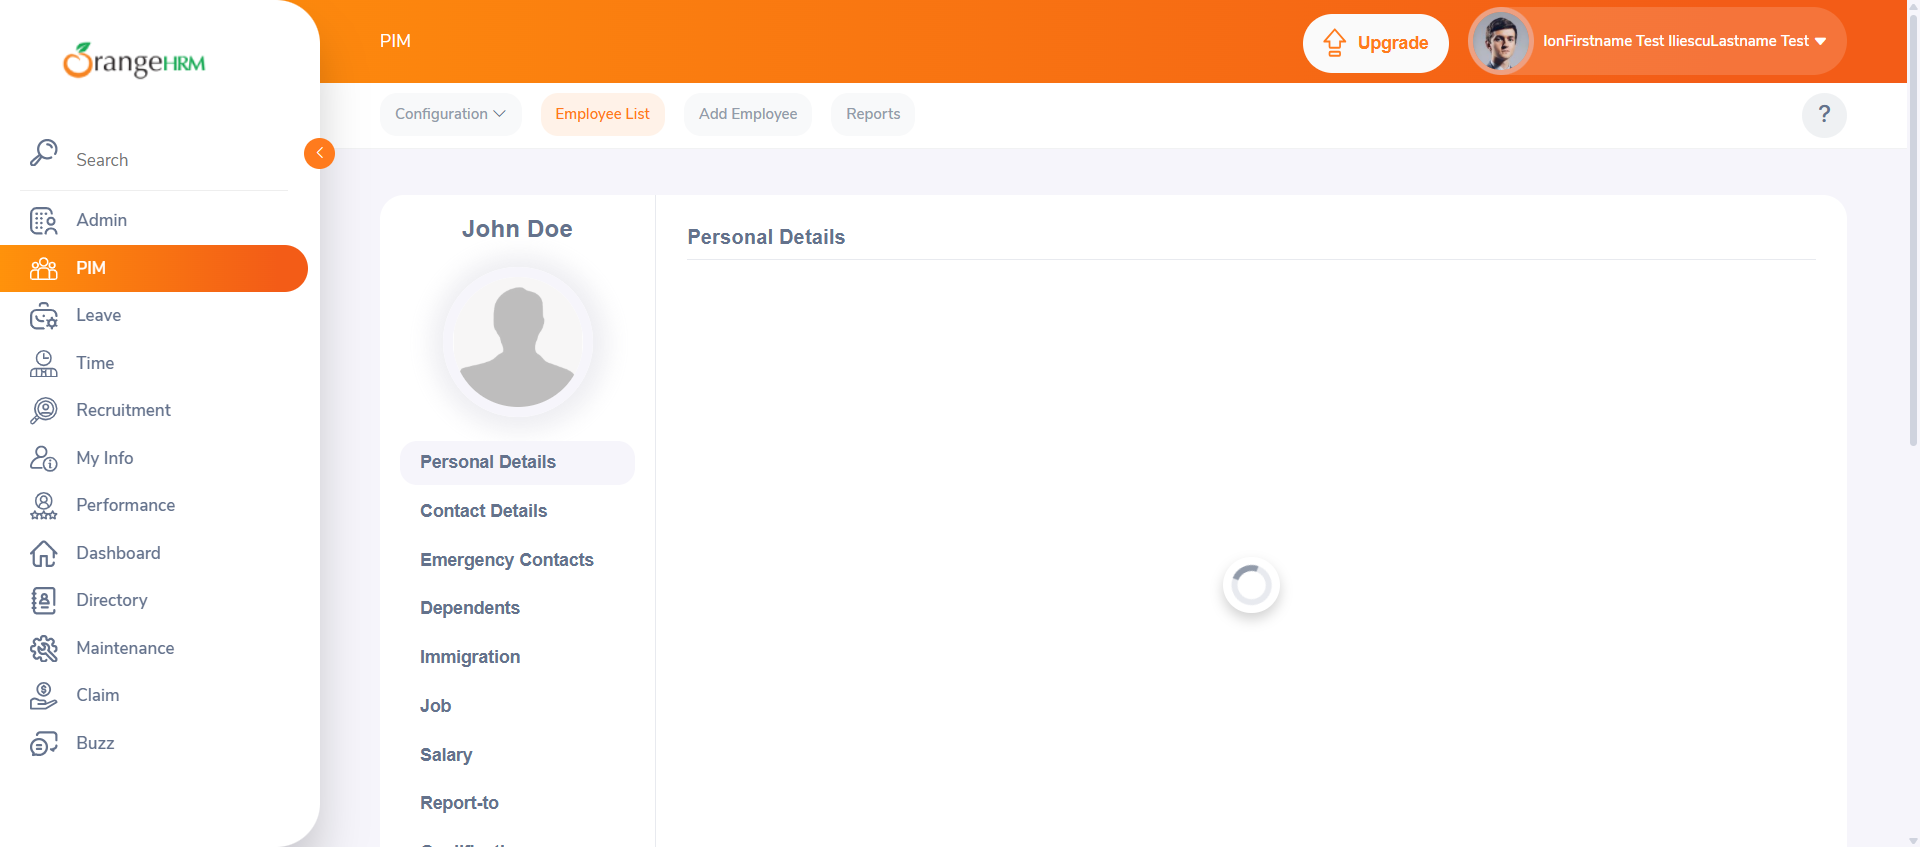 OrangeHRM
Search
Admin
PIM
Leave
Time
Recruitment
My Info
Performance
Dashboard
Directory
Maintenance
Claim
Buzz
PIM
Upgrade
IonFirstname Test IliescuLastname Test
Configuration
Employee List
Add Employee
Reports
?
John Doe
Personal Details
Contact Details
Emergency Contacts
Dependents
Immigration
Job
Salary
Report-to
Personal Details